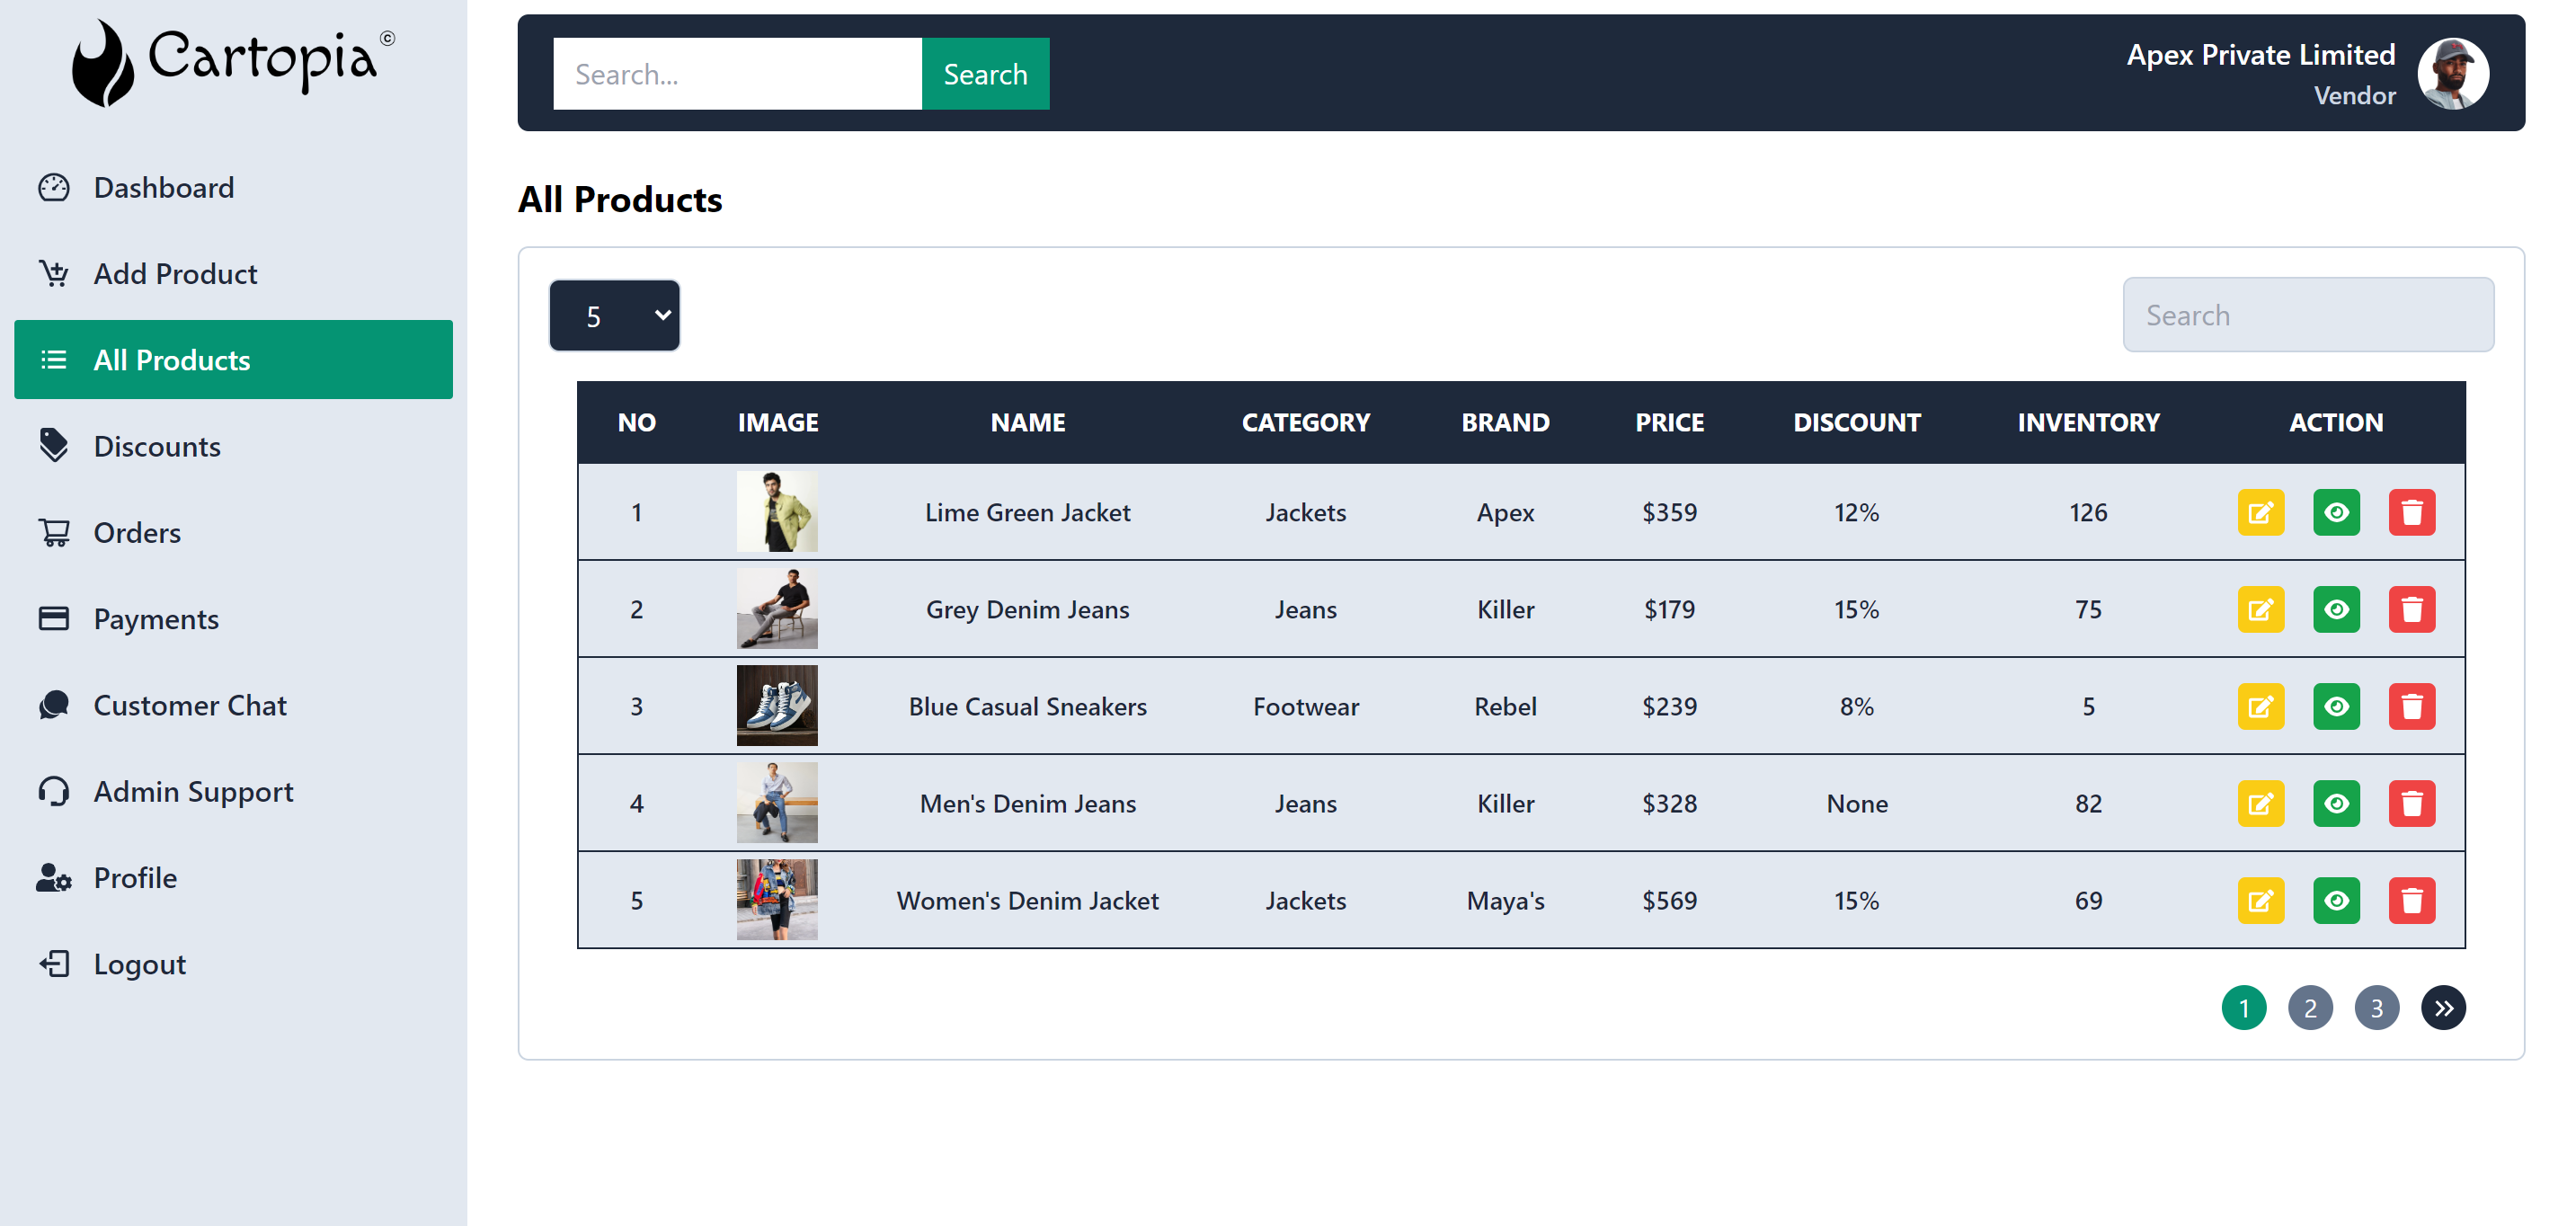 Cartopia©
Dashboard
Add Product
All Products
Discounts
Orders
Payments
Customer Chat
Admin Support
Profile
Logout
Search...
Search
Apex Private Limited
Vendor
All Products
5
Search
NO IMAGE NAME CATEGORY BRAND PRICE DISCOUNT INVENTORY ACTION
1 Lime Green Jacket Jackets Apex $359 12% 126
2 Grey Denim Jeans Jeans Killer $179 15% 75
3 Blue Casual Sneakers Footwear Rebel $239 8% 5
4 Men's Denim Jeans Jeans Killer $328 None 82
5 Women's Denim Jacket Jackets Maya's $569 15% 69
1 2 3 »